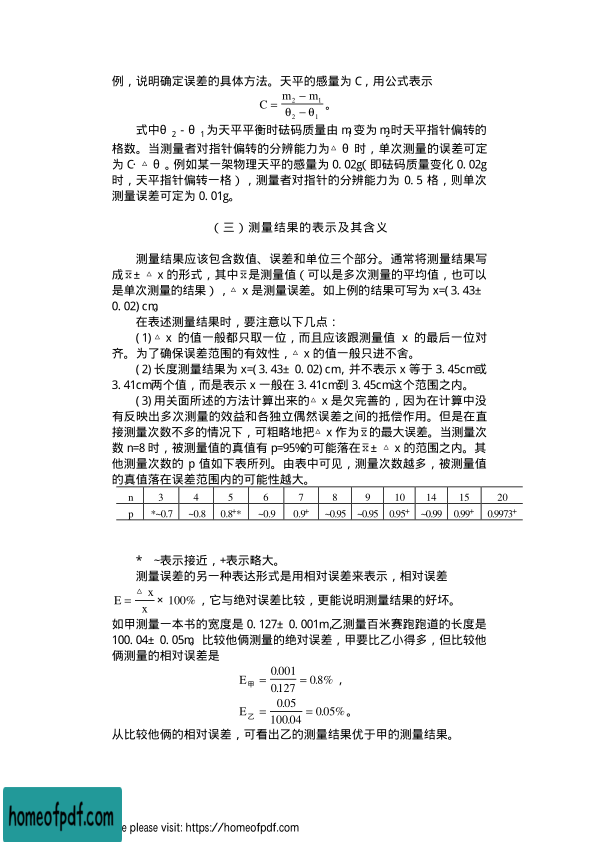 例，说明确定误差的具体方法。天平的感量为 C，用公式表示
C = (m₂ − m₁) / (θ₂ − θ₁) 。
式中θ₂ - θ₁ 为天平平衡时砝码质量由 m₁变为 m₂时天平指针偏转的
格数。当测量者对指针偏转的分辨能力为△ θ 时，单次测量的误差可定
为 C·△ θ 。例如某一架物理天平的感量为 0.02g( 即砝码质量变化 0.02g
时，天平指针偏转一格），测量者对指针的分辨能力为 0.5 格，则单次
测量误差可定为 0.01g。
（三）测量结果的表示及其含义
测量结果应该包含数值、误差和单位三个部分。通常将测量结果写
成x̄± △ x 的形式，其中x̄是测量值（可以是多次测量的平均值，也可以
是单次测量的结果），△ x 是测量误差。如上例的结果可写为 x=(3.43±
0.02)cm。
在表述测量结果时，要注意以下几点：
(1)△ x 的值一般都只取一位，而且应该跟测量值 x 的最后一位对
齐。为了确保误差范围的有效性，△ x 的值一般只进不舍。
(2)长度测量结果为 x=(3.43± 0.02)cm，并不表示 x 等于 3.45cm或
3.41cm两个值，而是表示 x 一般在 3.41cm到 3.45cm这个范围之内。
(3)用关面所述的方法计算出来的△ x 是欠完善的，因为在计算中没
有反映出多次测量的效益和各独立偶然误差之间的抵偿作用。但是在直
接测量次数不多的情况下，可粗略地把△ x 作为x̄的最大误差。当测量次
数 n=8 时，被测量值的真值有 p=95%的可能落在x̄± △ x 的范围之内。其
他测量次数的 p 值如下表所列。由表中可见，测量次数越多，被测量值
的真值落在误差范围内的可能性越大。
n 3 4 5 6 7 8 9 10 14 15 20
p *~0.7 ~0.8 0.8⁺* ~0.9 0.9⁺ ~0.95 ~0.95 0.95⁺ ~0.99 0.99⁺ 0.9973⁺
* ~表示接近，+表示略大。
测量误差的另一种表达形式是用相对误差来表示，相对误差
E = △ x / x × 100% ，它与绝对误差比较，更能说明测量结果的好坏。
如甲测量一本书的宽度是 0.127± 0.001m,乙测量百米赛跑跑道的长度是
100.04± 0.05m。比较他俩测量的绝对误差，甲要比乙小得多，但比较他
俩测量的相对误差是
E甲 = 0.001 / 0.127 = 0.8% ，
E乙 = 0.05 / 100.04 = 0.05% 。
从比较他俩的相对误差，可看出乙的测量结果优于甲的测量结果。
homeofpdf.com
please visit: https://homeofpdf.com